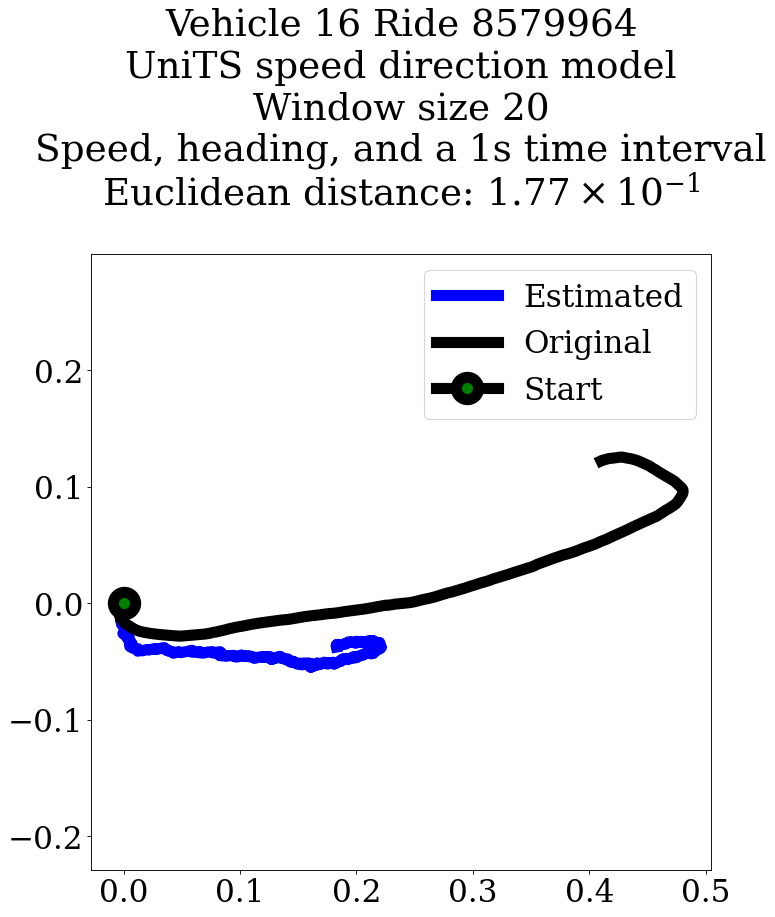 Vehicle 16 Ride 8579964
UniTS speed direction model
Window size 20
Speed, heading, and a 1s time interval
Euclidean distance: 1.77 × 10⁻¹
Estimated
Original
Start
0.2
0.1
0.0
−0.1
−0.2
0.0 0.1 0.2 0.3 0.4 0.5